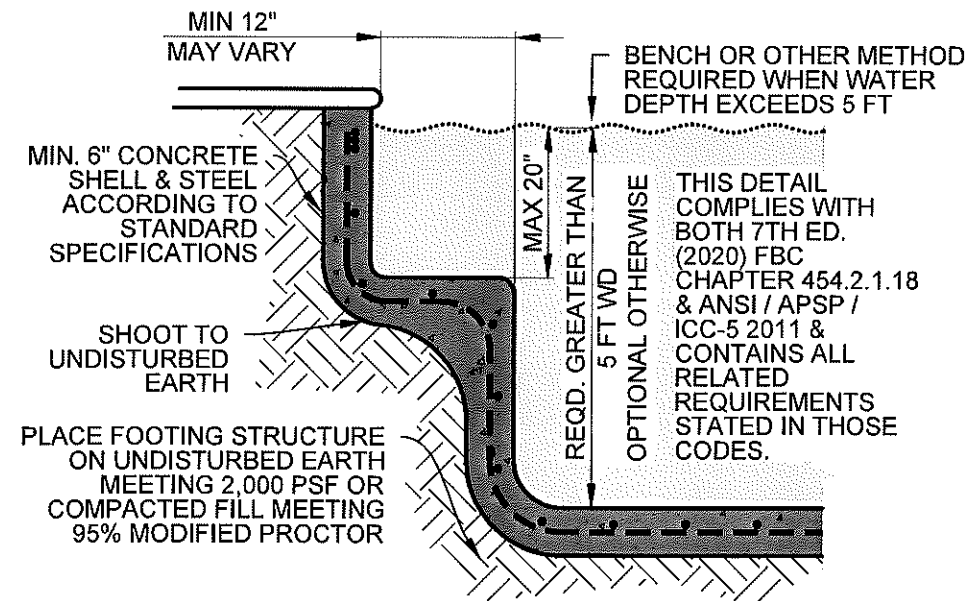 MIN 12"
MAY VARY
BENCH OR OTHER METHOD
REQUIRED WHEN WATER
DEPTH EXCEEDS 5 FT
MIN. 6" CONCRETE
SHELL & STEEL
ACCORDING TO
STANDARD
SPECIFICATIONS
SHOOT TO
UNDISTURBED
EARTH
PLACE FOOTING STRUCTURE
ON UNDISTURBED EARTH
MEETING 2,000 PSF OR
COMPACTED FILL MEETING
95% MODIFIED PROCTOR
MAX 20"
REQD. GREATER THAN
5 FT WD
OPTIONAL OTHERWISE
THIS DETAIL
COMPLIES WITH
BOTH 7TH ED.
(2020) FBC
CHAPTER 454.2.1.18
& ANSI / APSP /
ICC-5 2011 &
CONTAINS ALL
RELATED
REQUIREMENTS
STATED IN THOSE
CODES.